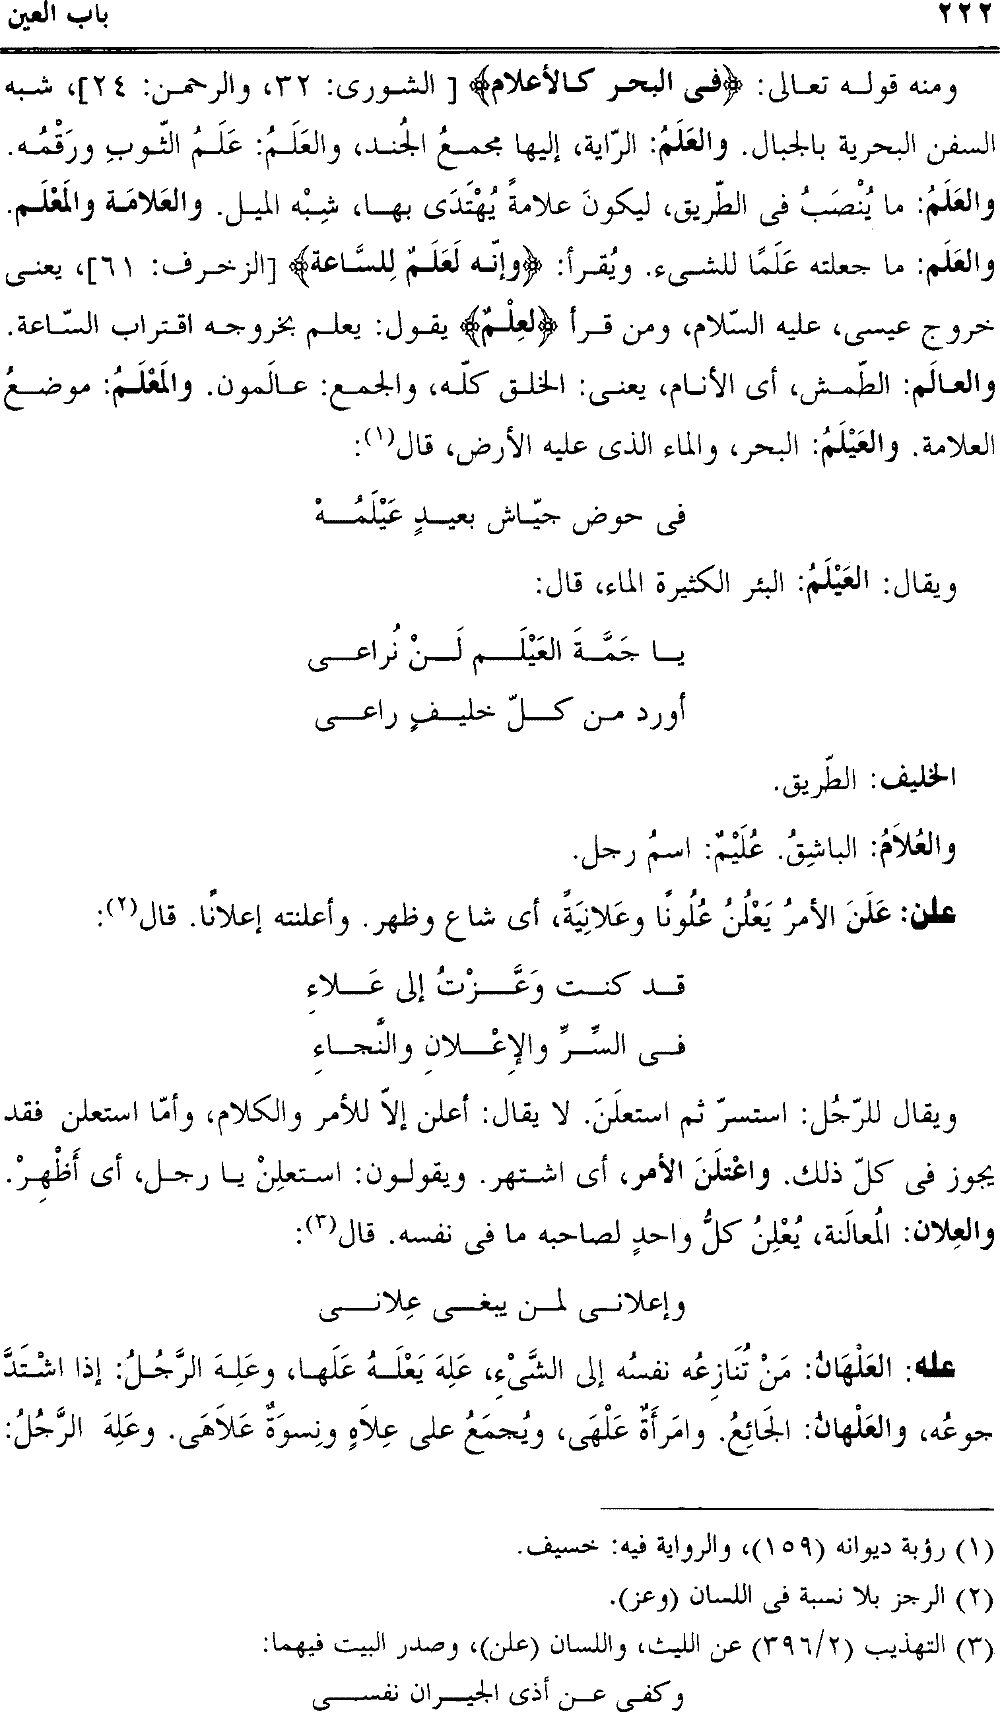 ٢٢٢ باب العين
ومنه قوله تعالى: ﴿فى البحر كالأعلام﴾ [ الشورى: ٣٢، والرحمن: ٢٤]، شبه
السفن البحرية بالجبال. والعَلَمُ: الرّاية، إليها مجمعُ الجُند، والعَلَمُ: عَلَمُ الثّوبِ ورَقْمُه.
والعَلَمُ: ما يُنْصَبُ فى الطّريق، ليكونَ علامةً يُهْتَدَى بها، شِبْه الميل. والعَلامَة والمَعْلَم.
والعَلَم: ما جعلته عَلَمًا للشىء. ويُقرأ: ﴿وإنّه لَعَلَمٌ لِلسَّاعة﴾ [الزخرف: ٦١]، يعنى
خروج عيسى، عليه السّلام، ومن قرأ ﴿لعِلْمٌ﴾ يقول: يعلم بخروجه اقتراب السّاعة.
والعالَم: الطّمش، أى الأنام، يعنى: الخلق كلّه، والجمع: عالَمون. والمَعْلَمُ: موضعُ
العلامة. والعَيْلَمُ: البحر، والماء الذى عليه الأرض، قال(١):
فى حوض جيّاش بعيدٍ عَيْلَمُهْ
ويقال: العَيْلَمُ: البئر الكثيرة الماء، قال:
يا جَمَّةَ العَيْلَم لَنْ نُراعى
أورد من كلّ خليفٍ راعى
الخليف: الطّريق.
والعُلاَمُ: الباشِقُ. عُلَيْمٌ: اسمُ رجل.
علن: عَلَنَ الأمرُ يَعْلُنُ عُلُونًا وعَلانِيَةً، أى شاع وظهر. وأعلنته إعلانًا. قال(٢):
قد كنت وَعَّزْتُ إلى عَلاءِ
فى السِّرِّ والإعْلانِ والنَّجاءِ
ويقال للرّجُل: استسرّ ثم استعلَنَ. لا يقال: أعلن إلاّ للأمر والكلام، وأمّا استعلن فقد
يجوز فى كلّ ذلك. واعْتلَنَ الأمر، أى اشتهر. ويقولون: استعلِنْ يا رجل، أى أَظْهِرْ.
والعِلان: المُعالَنة، يُعْلِنُ كلُّ واحدٍ لصاحبه ما فى نفسه. قال(٣):
وإعلانى لمن يبغى عِلانى
عله: العَلْهَانُ: مَنْ تُنَازِعُه نفسُه إلى الشَّىْءِ، عَلِهَ يَعْلَهُ عَلَها، وعَلِهَ الرَّجُلُ: إذا اشْتَدَّ
جوعُه، والعَلْهانُ: الجَائِعُ. وامَرأَةٌ عَلْهَى، ويُجمَعُ على عِلاَهٍ ونِسوَةٌ عَلاَهَى. وعَلِهَ الرَّجُلُ:
(١) رؤبة ديوانه (١٥٩)، والرواية فيه: خسيف.
(٢) الرجز بلا نسبة فى اللسان (وعز).
(٣) التهذيب (٣٩٦/٢) عن الليث، واللسان (علن)، وصدر البيت فيهما:
وكفى عن أذى الجيران نفسى